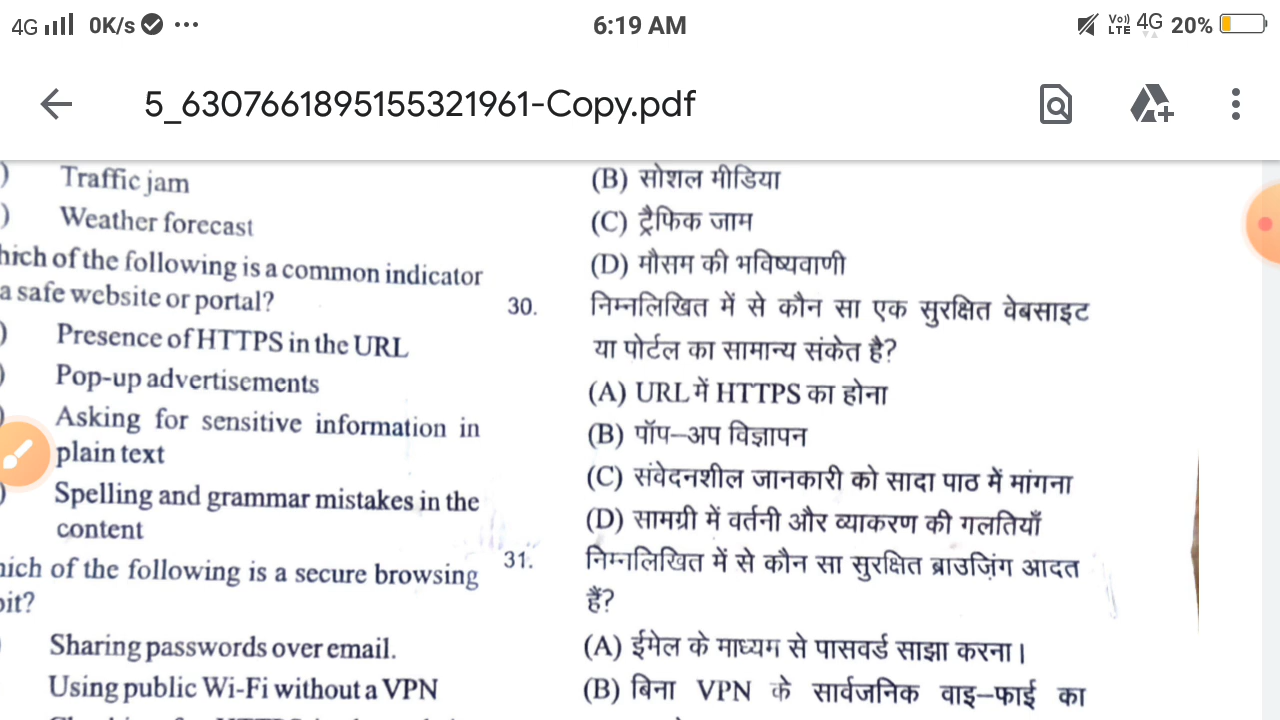 4G 0K/s ... 6:19 AM Vo)) LTE 4G 20%
5_6307661895155321961-Copy.pdf
) Traffic jam
) Weather forecast
hich of the following is a common indicator
a safe website or portal?
) Presence of HTTPS in the URL
) Pop-up advertisements
) Asking for sensitive information in
plain text
) Spelling and grammar mistakes in the
content
hich of the following is a secure browsing
bit?
Sharing passwords over email.
Using public Wi-Fi without a VPN
(B) सोशल मीडिया
(C) ट्रैफिक जाम
(D) मौसम की भविष्यवाणी
30. निम्नलिखित में से कौन सा एक सुरक्षित वेबसाइट
या पोर्टल का सामान्य संकेत है?
(A) URL में HTTPS का होना
(B) पॉप–अप विज्ञापन
(C) संवेदनशील जानकारी को सादा पाठ में मांगना
(D) सामग्री में वर्तनी और व्याकरण की गलतियाँ
31. निम्नलिखित में से कौन सा सुरक्षित ब्राउज़िंग आदत
हैं?
(A) ईमेल के माध्यम से पासवर्ड साझा करना।
(B) बिना VPN के सार्वजनिक वाइ–फाई का